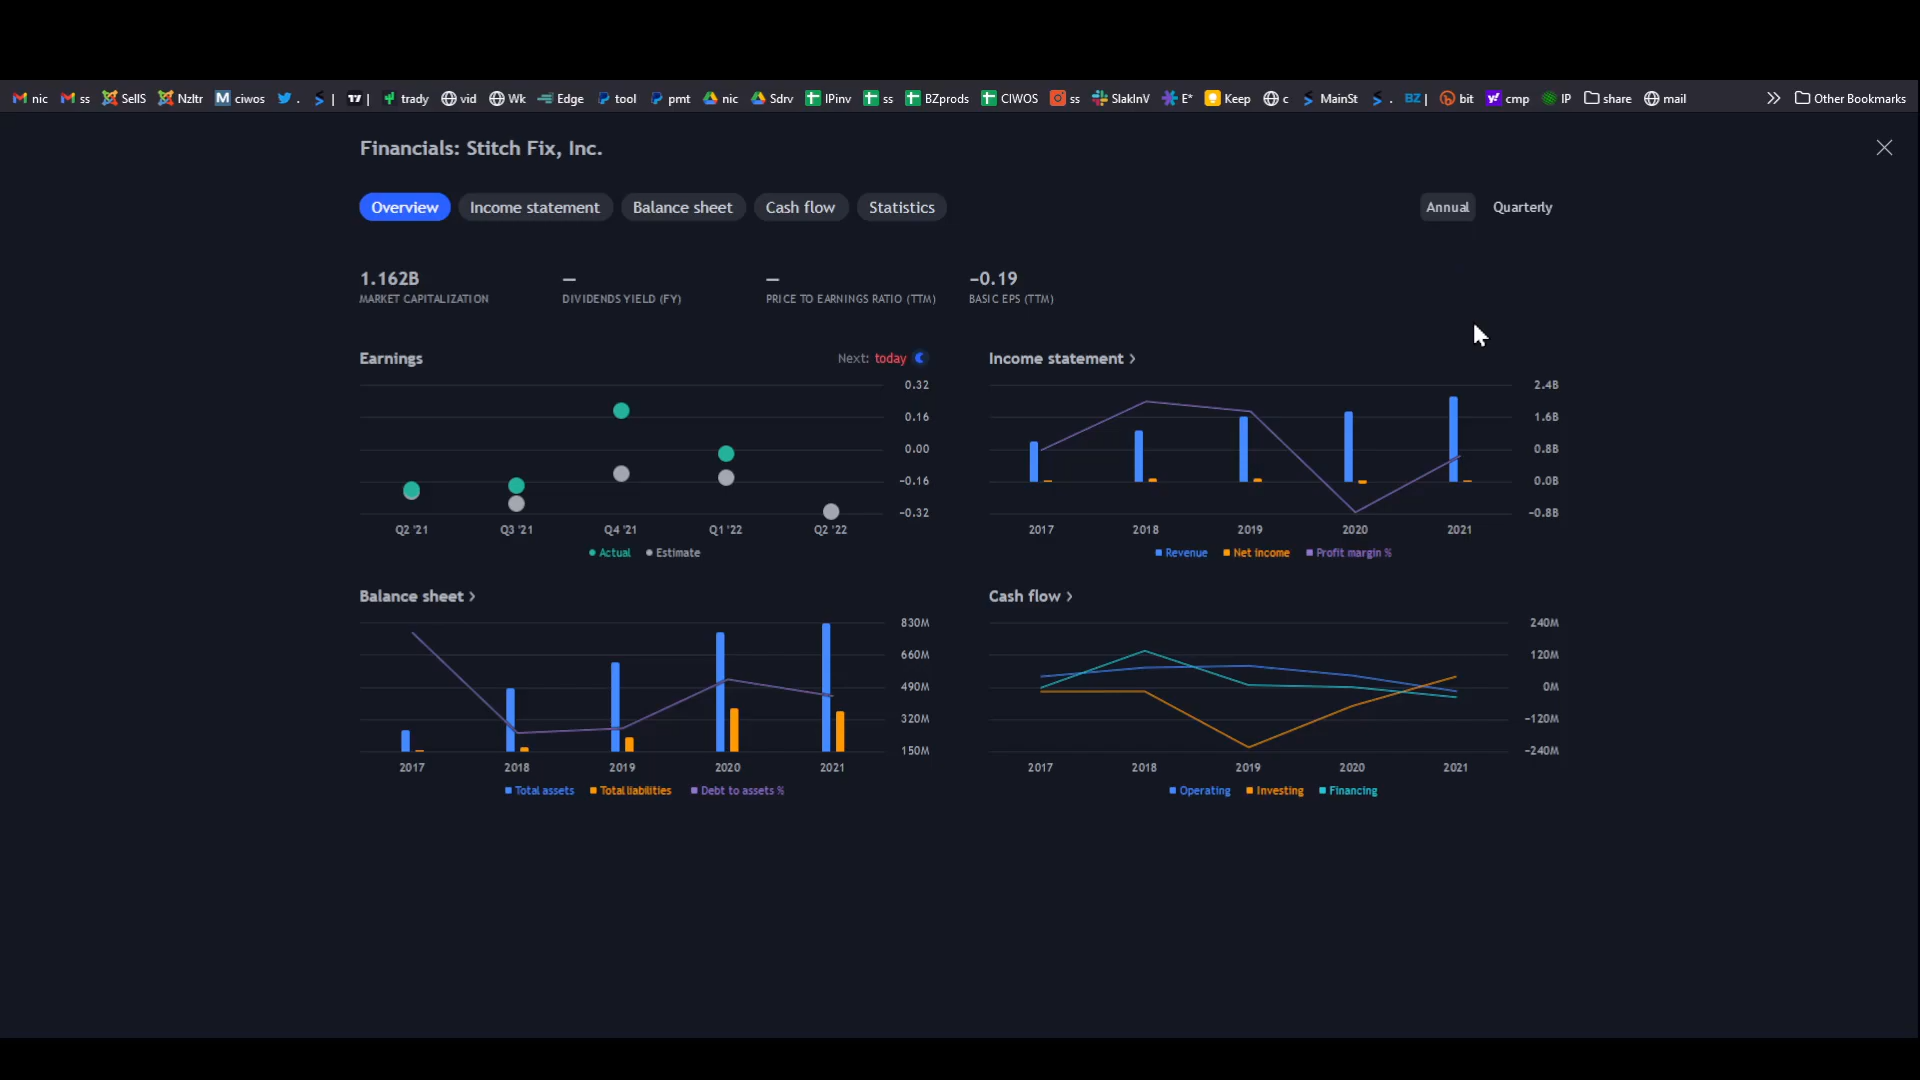 nic ss SellS Nzltr ciwos . | | trady vid Wk Edge tool pmt nic Sdrv IPinv ss BZprods CIWOS ss SlakInV E* Keep c MainSt . BZ | bit cmp IP share mail Other Bookmarks
Financials: Stitch Fix, Inc.
Overview Income statement Balance sheet Cash flow Statistics Annual Quarterly
1.162B — — −0.19
MARKET CAPITALIZATION DIVIDENDS YIELD (FY) PRICE TO EARNINGS RATIO (TTM) BASIC EPS (TTM)
Earnings Next: today
0.32
0.16
0.00
−0.16
−0.32
Q2 '21 Q3 '21 Q4 '21 Q1 '22 Q2 '22
Actual Estimate
Income statement >
2.4B
1.6B
0.8B
0.0B
−0.8B
2017 2018 2019 2020 2021
Revenue Net income Profit margin %
Balance sheet >
830M
660M
490M
320M
150M
2017 2018 2019 2020 2021
Total assets Total liabilities Debt to assets %
Cash flow >
240M
120M
0M
−120M
−240M
2017 2018 2019 2020 2021
Operating Investing Financing